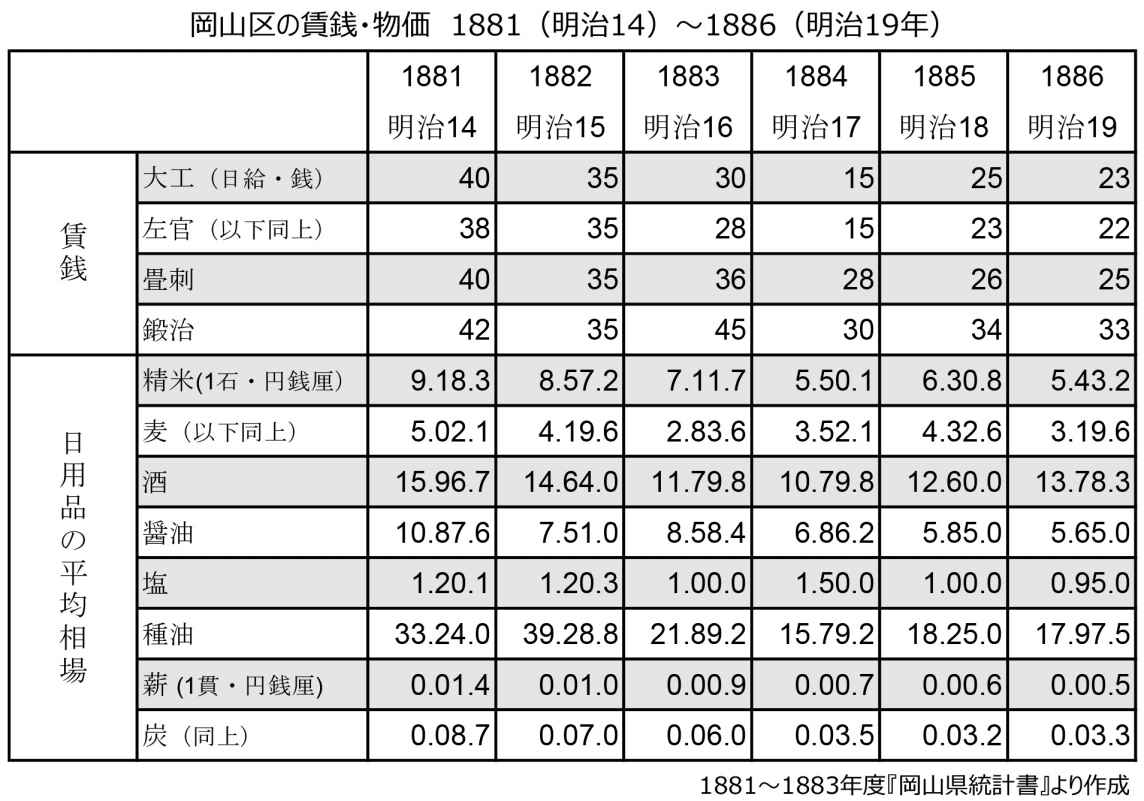 岡山区の賃銭・物価 1881（明治14）～1886（明治19年）
1881 1882 1883 1884 1885 1886
明治14 明治15 明治16 明治17 明治18 明治19
賃銭
大工（日給・銭） 40 35 30 15 25 23
左官（以下同上） 38 35 28 15 23 22
畳刺 40 35 36 28 26 25
鍛治 42 35 45 30 34 33
日用品の平均相場
精米(1石・円銭厘） 9.18.3 8.57.2 7.11.7 5.50.1 6.30.8 5.43.2
麦（以下同上） 5.02.1 4.19.6 2.83.6 3.52.1 4.32.6 3.19.6
酒 15.96.7 14.64.0 11.79.8 10.79.8 12.60.0 13.78.3
醤油 10.87.6 7.51.0 8.58.4 6.86.2 5.85.0 5.65.0
塩 1.20.1 1.20.3 1.00.0 1.50.0 1.00.0 0.95.0
種油 33.24.0 39.28.8 21.89.2 15.79.2 18.25.0 17.97.5
薪 (1貫・円銭厘) 0.01.4 0.01.0 0.00.9 0.00.7 0.00.6 0.00.5
炭（同上） 0.08.7 0.07.0 0.06.0 0.03.5 0.03.2 0.03.3
1881～1883年度『岡山県統計書』より作成